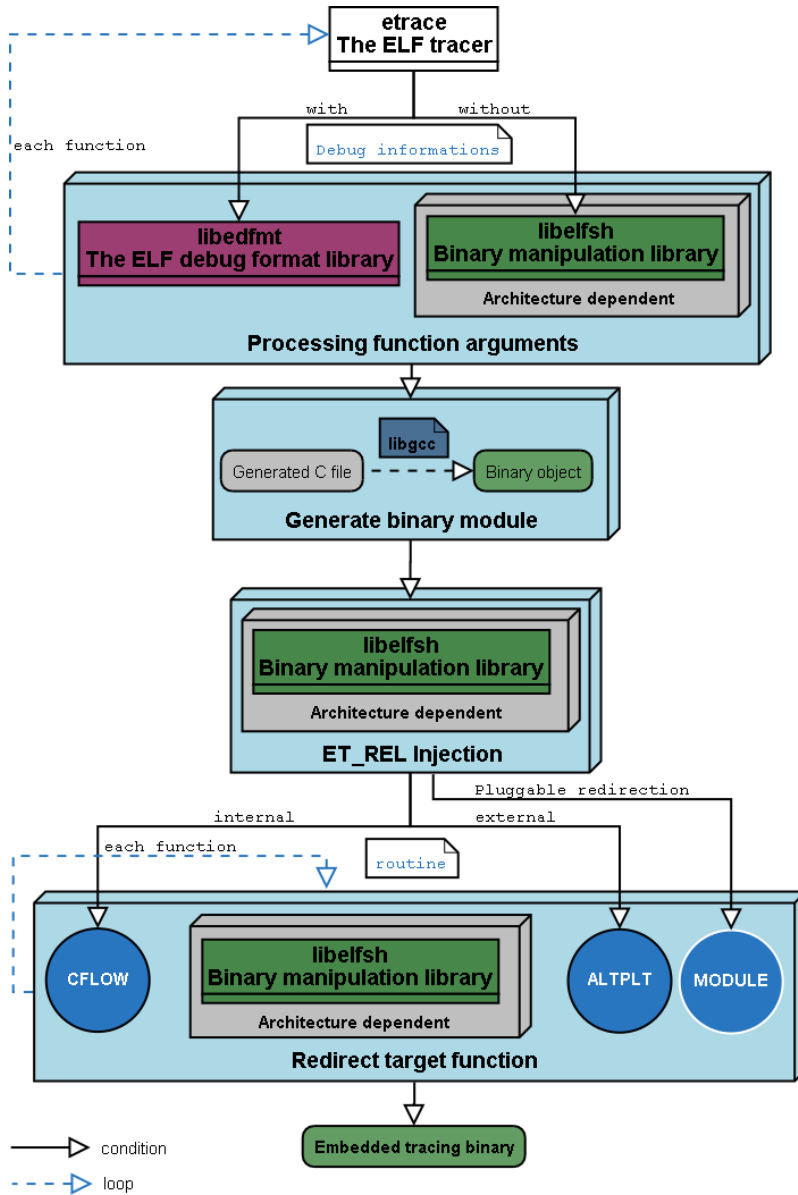 etrace
The ELF tracer
with
without
Debug informations
each function
libedfmt
The ELF debug format library
libelfsh
Binary manipulation library
Architecture dependent
Processing function arguments
libgcc
Generated C file
Binary object
Generate binary module
libelfsh
Binary manipulation library
Architecture dependent
ET_REL Injection
Pluggable redirection
internal
external
each function
routine
CFLOW
libelfsh
Binary manipulation library
Architecture dependent
ALTPLT
MODULE
Redirect target function
Embedded tracing binary
condition
loop